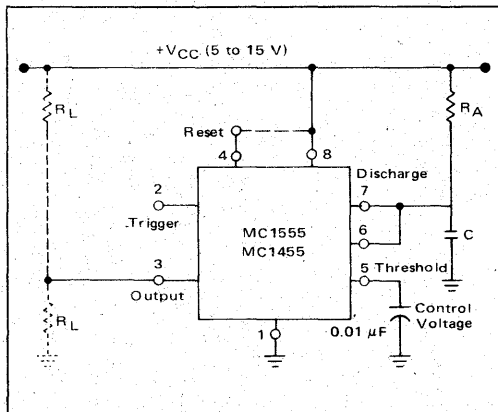 +VCC (5 to 15 V)
RL
RA
Reset
4
8
Discharge
2
7
Trigger
MC1555
MC1455
6
C
3
5
Threshold
Output
RL
1
0.01 µF
Control
Voltage